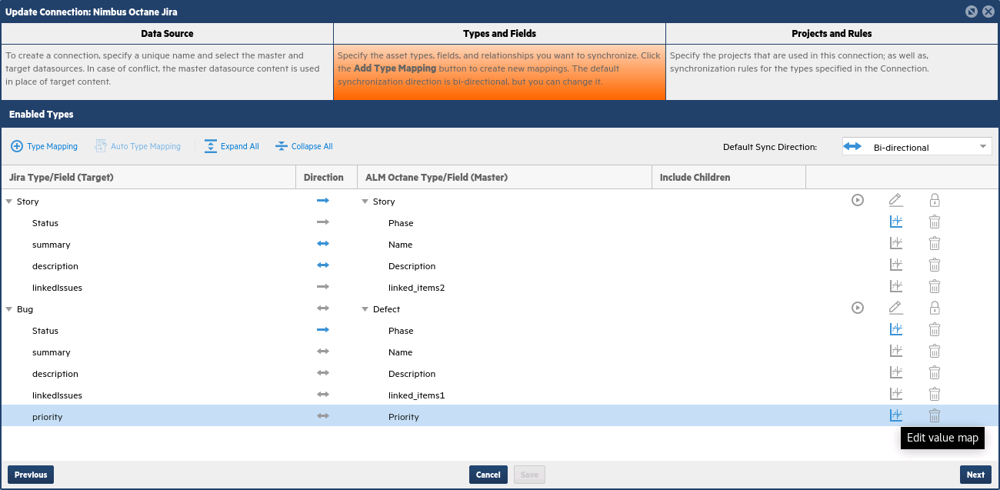 Update Connection: Nimbus Octane Jira
Data Source
To create a connection, specify a unique name and select the master and
target datasources. In case of conflict, the master datasource content is used
in place of target content.
Types and Fields
Specify the asset types, fields, and relationships you want to synchronize. Click
the Add Type Mapping button to create new mappings. The default
synchronization direction is bi-directional, but you can change it.
Projects and Rules
Specify the projects that are used in this connection; as well as,
synchronization rules for the types specified in the Connection.
Enabled Types
Type Mapping Auto Type Mapping Expand All Collapse All Default Sync Direction: Bi-directional
Jira Type/Field (Target) Direction ALM Octane Type/Field (Master) Include Children
Story Story
Status Phase
summary Name
description Description
linkedIssues linked_items2
Bug Defect
Status Phase
summary Name
description Description
linkedIssues linked_items1
priority Priority
Edit value map
Previous Cancel Save Next